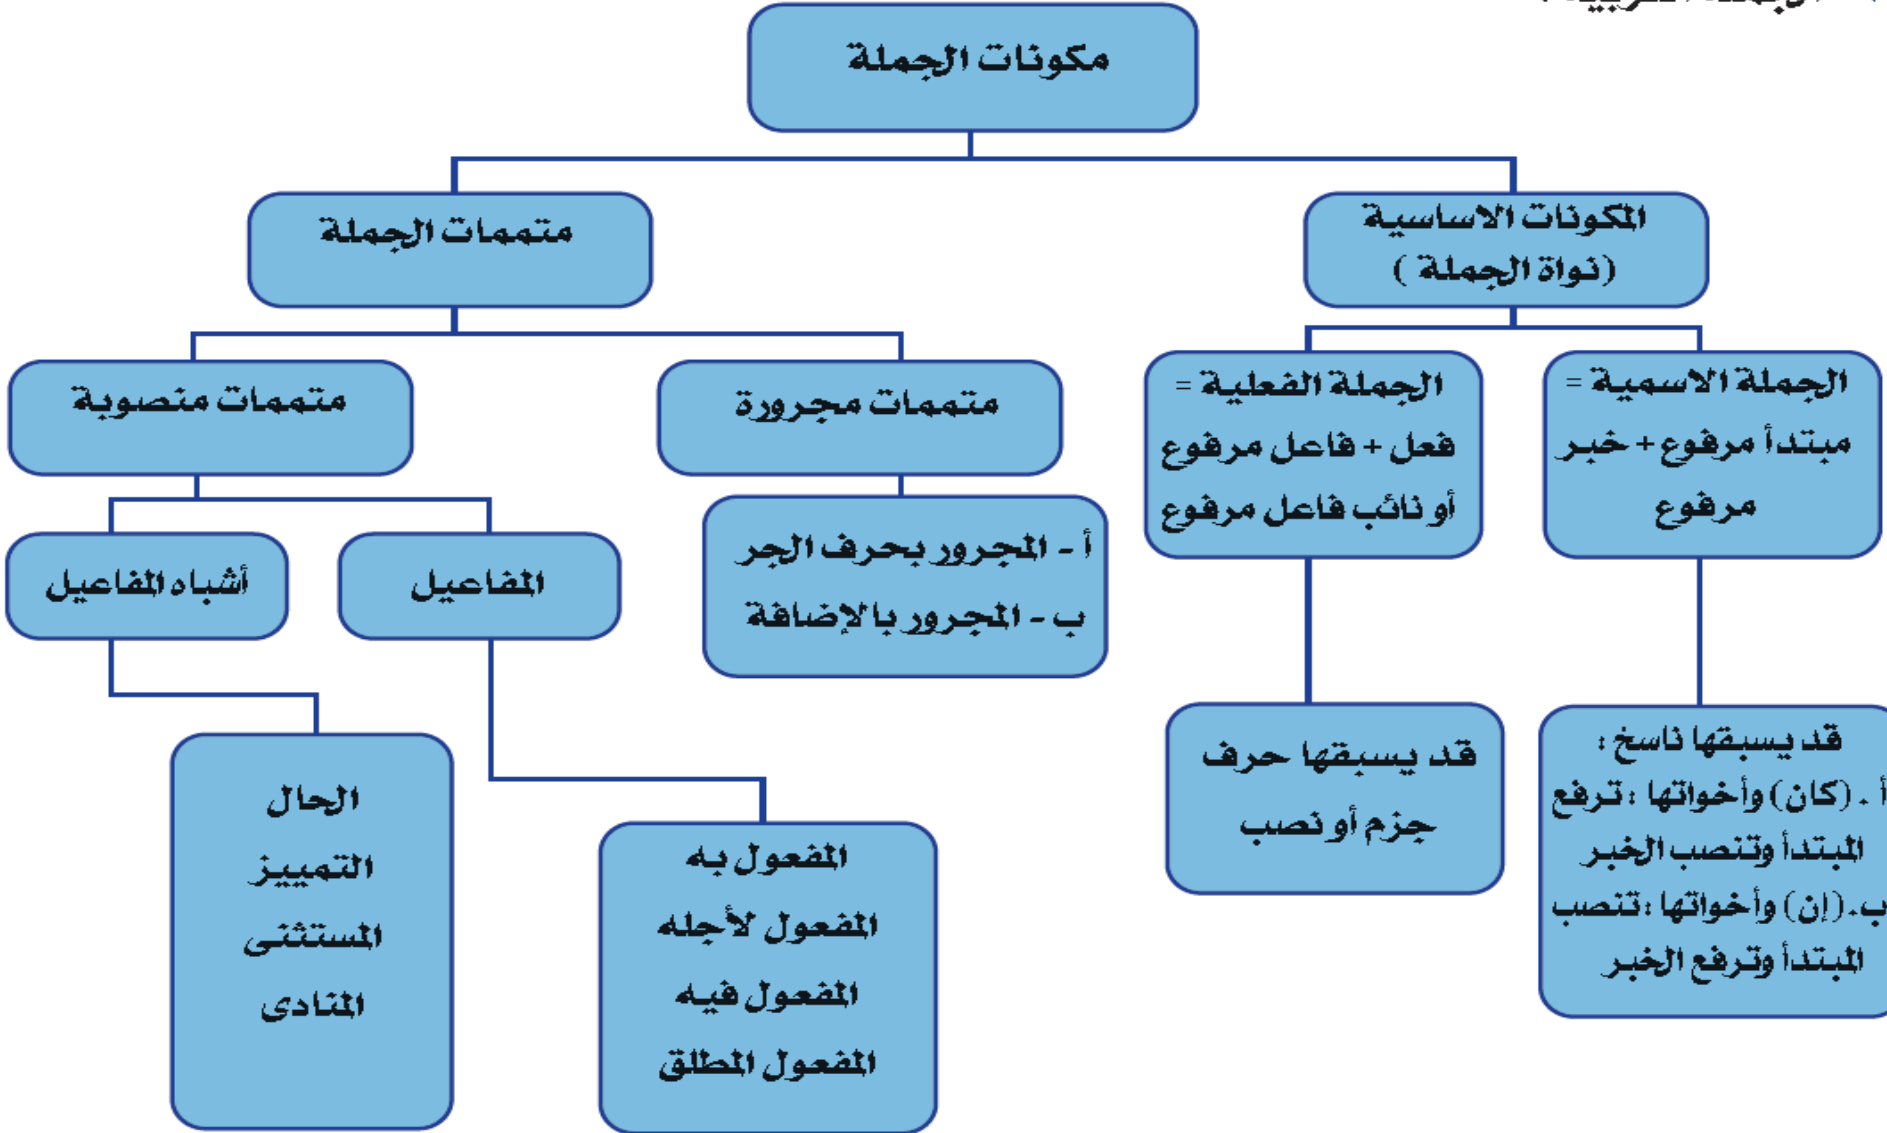 مكونات الجملة
المكونات الاساسية
(نواة الجملة )
متممات الجملة
الجملة الاسمية =
مبتدأ مرفوع + خبر
مرفوع
الجملة الفعلية =
فعل + فاعل مرفوع
أو نائب فاعل مرفوع
متممات مجرورة
متممات منصوبة
أ - المجرور بحرف الجر
ب - المجرور بالإضافة
المفاعيل
أشباه المفاعيل
قد يسبقها ناسخ :
أ . (كان) وأخواتها : ترفع
المبتدأ وتنصب الخبر
ب. (إن) وأخواتها : تنصب
المبتدأ وترفع الخبر
قد يسبقها حرف
جزم أو نصب
المفعول به
المفعول لأجله
المفعول فيه
المفعول المطلق
الحال
التمييز
المستثنى
المنادى